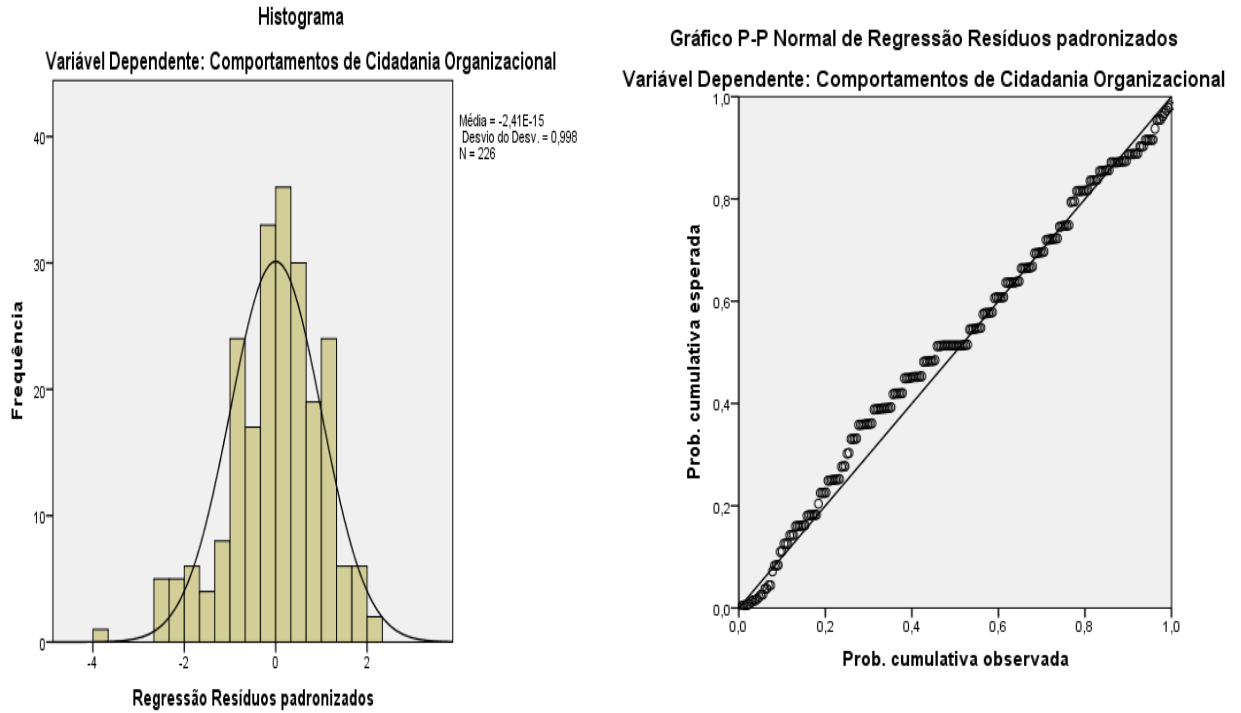 Histograma
Variável Dependente: Comportamentos de Cidadania Organizacional
Média = -2,41E-15
Desvio do Desv. = 0,998
N = 226
40
30
20
10
0
Frequência
-4
-2
0
2
Regressão Resíduos padronizados
Gráfico P-P Normal de Regressão Resíduos padronizados
Variável Dependente: Comportamentos de Cidadania Organizacional
1,0
0,8
0,6
0,4
0,2
0,0
Prob. cumulativa esperada
0,0
0,2
0,4
0,6
0,8
1,0
Prob. cumulativa observada